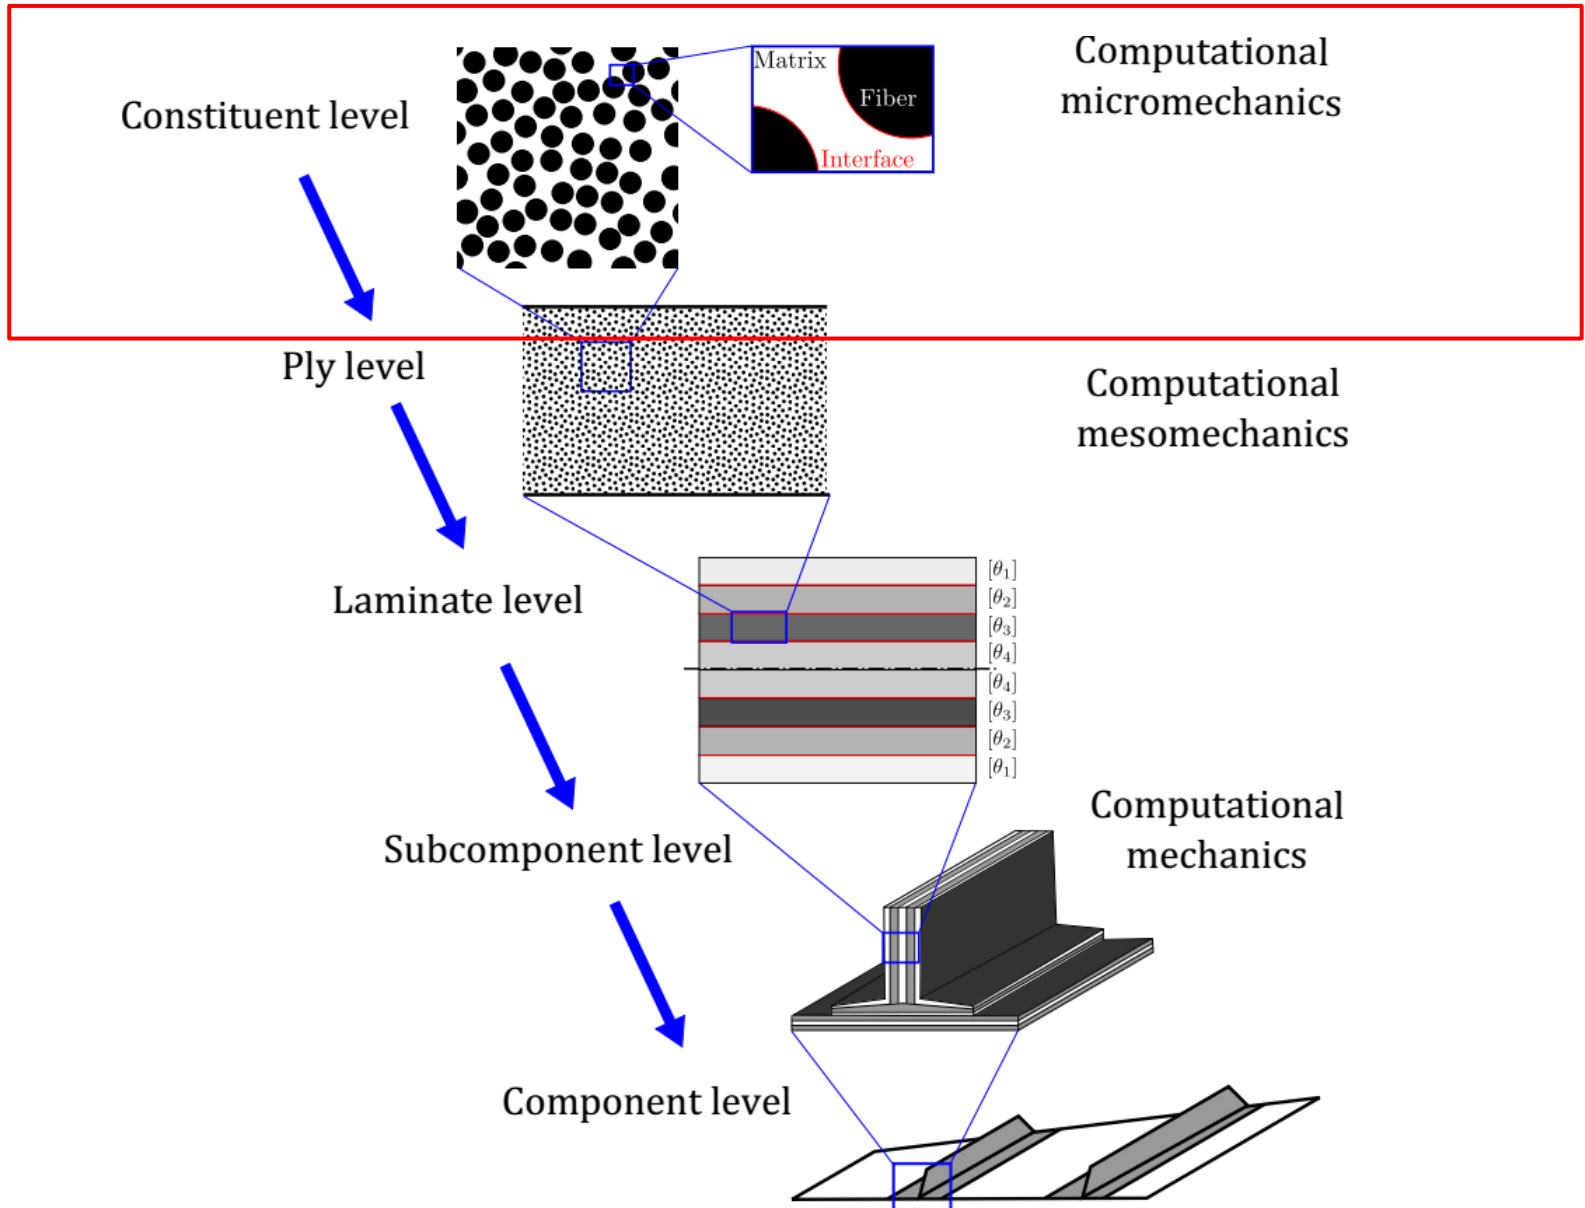 Computational
micromechanics
Matrix
Fiber
Interface
Constituent level
Ply level
Computational
mesomechanics
Laminate level
[θ₁]
[θ₂]
[θ₃]
[θ₄]
[θ₄]
[θ₃]
[θ₂]
[θ₁]
Subcomponent level
Computational
mechanics
Component level